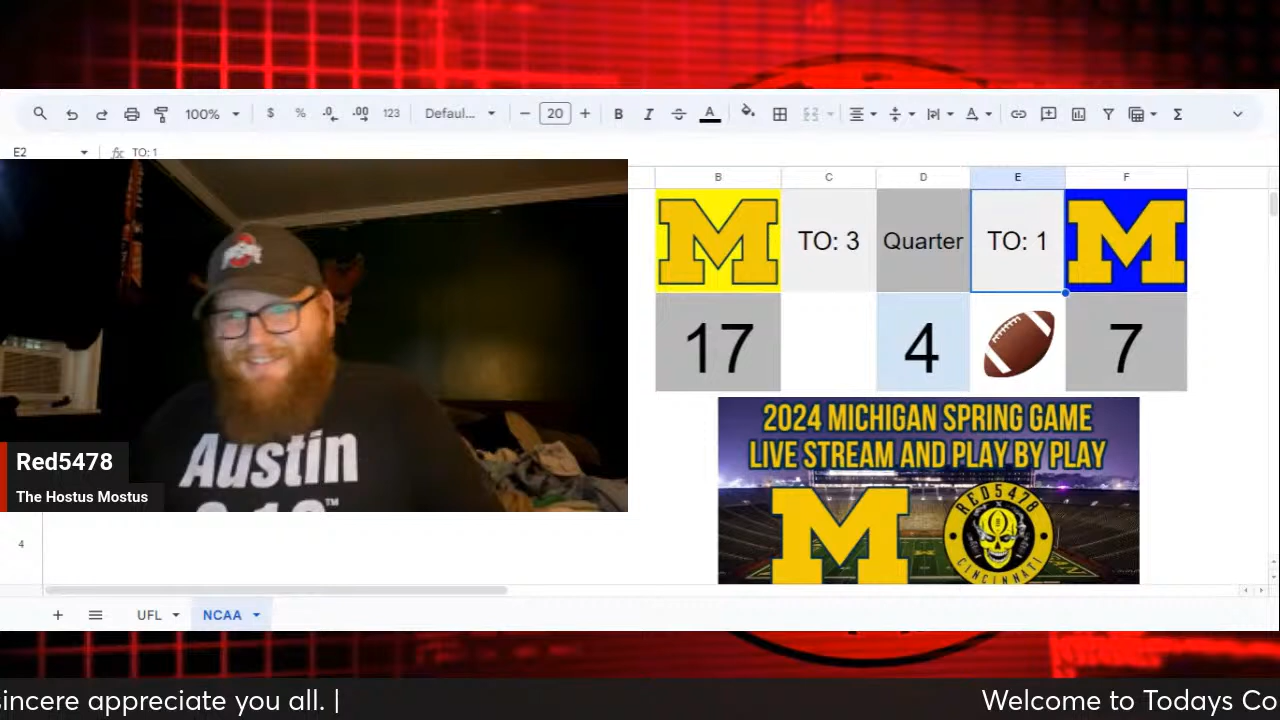 100%
$
%
.0
.00
123
Defaul...
20
B
I
A
Σ
E2
fx
TO: 1
B
C
D
E
F
M
TO: 3
Quarter
TO: 1
M
17
4
7
2024 MICHIGAN SPRING GAME
LIVE STREAM AND PLAY BY PLAY
M
RED5478
CINCINNATI
Austin
Red5478
The Hostus Mostus
4
UFL
NCAA
incere appreciate you all. |
Welcome to Todays Co